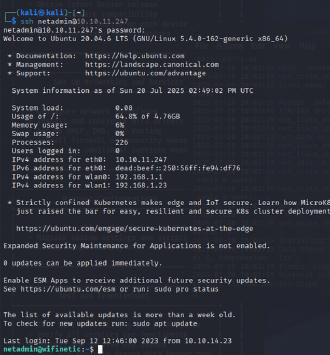 (kali㉿kali)-[~]
$ ssh netadmin@10.10.11.247
netadmin@10.10.11.247's password:
Welcome to Ubuntu 20.04.6 LTS (GNU/Linux 5.4.0-162-generic x86_64)
* Documentation: https://help.ubuntu.com
* Management: https://landscape.canonical.com
* Support: https://ubuntu.com/advantage
System information as of Sun 20 Jul 2025 02:49:02 PM UTC
System load: 0.08
Usage of /: 64.8% of 4.76GB
Memory usage: 6%
Swap usage: 0%
Processes: 226
Users logged in: 0
IPv4 address for eth0: 10.10.11.247
IPv6 address for eth0: dead:beef::250:56ff:fe94:df76
IPv4 address for wlan0: 192.168.1.1
IPv4 address for wlan1: 192.168.1.23
* Strictly confined Kubernetes makes edge and IoT secure. Learn how MicroK8
just raised the bar for easy, resilient and secure K8s cluster deployment
https://ubuntu.com/engage/secure-kubernetes-at-the-edge
Expanded Security Maintenance for Applications is not enabled.
0 updates can be applied immediately.
Enable ESM Apps to receive additional future security updates.
See https://ubuntu.com/esm or run: sudo pro status
The list of available updates is more than a week old.
To check for new updates run: sudo apt update
Last login: Tue Sep 12 12:46:00 2023 from 10.10.14.23
netadmin@wifinetic:~$